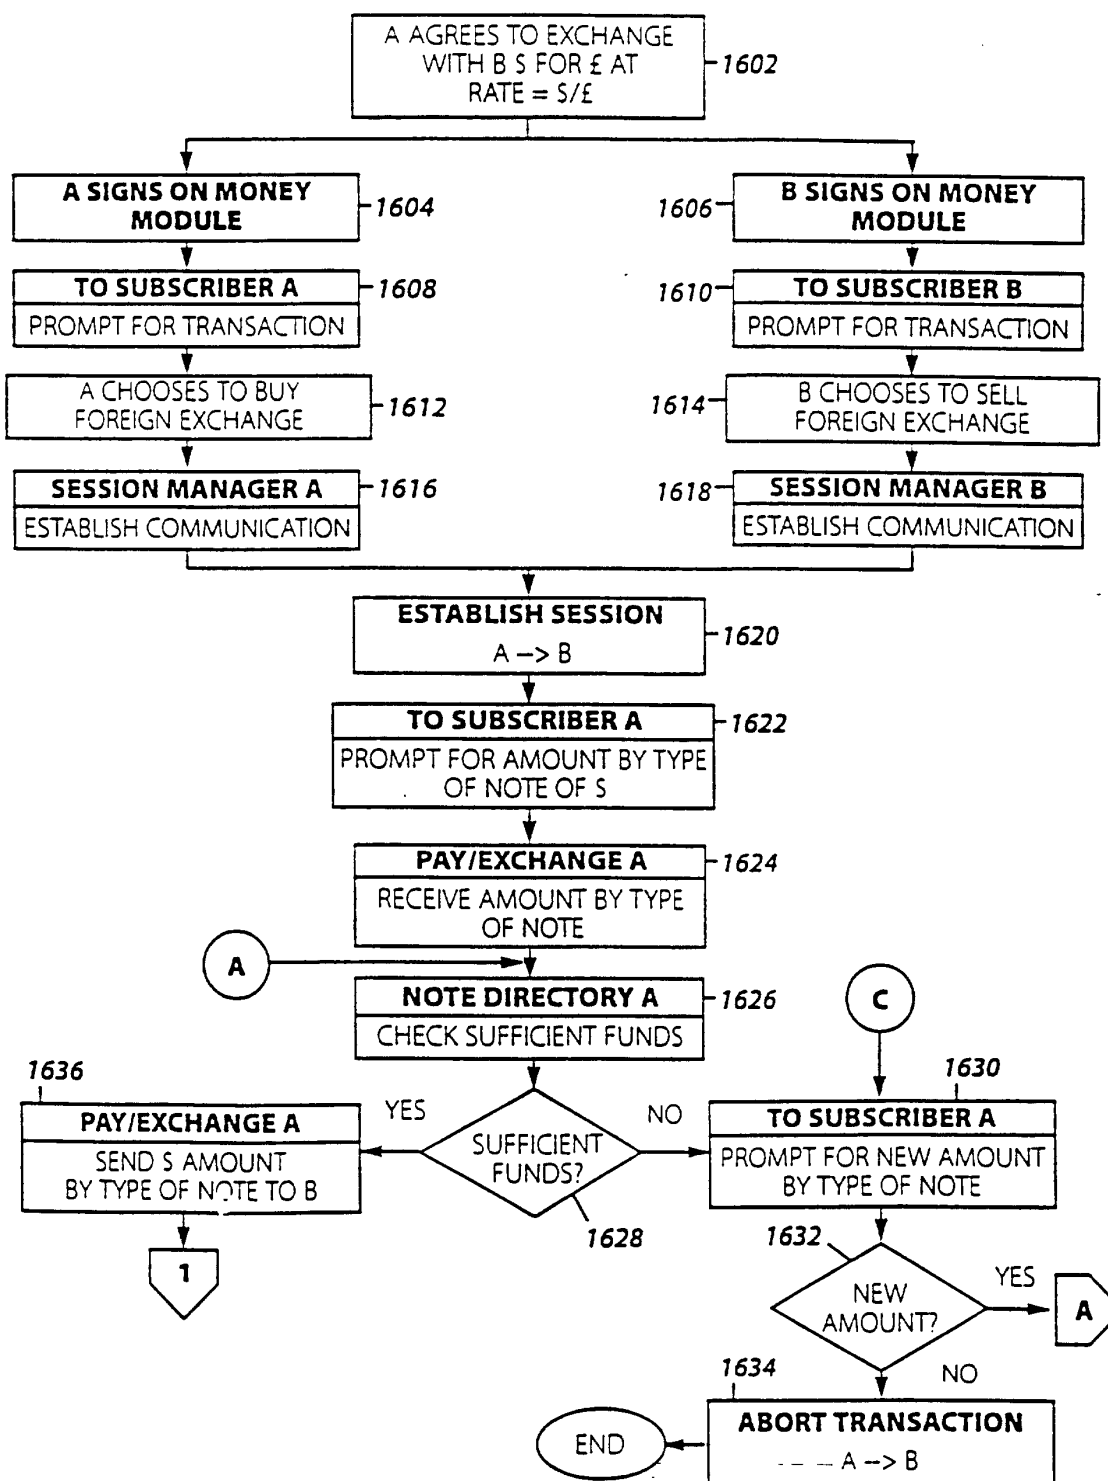 A AGREES TO EXCHANGE
WITH B $ FOR £ AT
RATE = $/£
1602
A SIGNS ON MONEY
MODULE
1604
1606
B SIGNS ON MONEY
MODULE
TO SUBSCRIBER A
1608
PROMPT FOR TRANSACTION
1610
TO SUBSCRIBER B
PROMPT FOR TRANSACTION
A CHOOSES TO BUY
FOREIGN EXCHANGE
1612
1614
B CHOOSES TO SELL
FOREIGN EXCHANGE
SESSION MANAGER A
1616
ESTABLISH COMMUNICATION
1618
SESSION MANAGER B
ESTABLISH COMMUNICATION
ESTABLISH SESSION
A --> B
1620
TO SUBSCRIBER A
1622
PROMPT FOR AMOUNT BY TYPE
OF NOTE OF $
PAY/EXCHANGE A
1624
RECEIVE AMOUNT BY TYPE
OF NOTE
A
NOTE DIRECTORY A
1626
CHECK SUFFICIENT FUNDS
C
1636
PAY/EXCHANGE A
SEND $ AMOUNT
BY TYPE OF NOTE TO B
1
YES
SUFFICIENT
FUNDS?
NO
1628
1630
TO SUBSCRIBER A
PROMPT FOR NEW AMOUNT
BY TYPE OF NOTE
1632
NEW
AMOUNT?
YES
A
NO
1634
ABORT TRANSACTION
A --> B
END